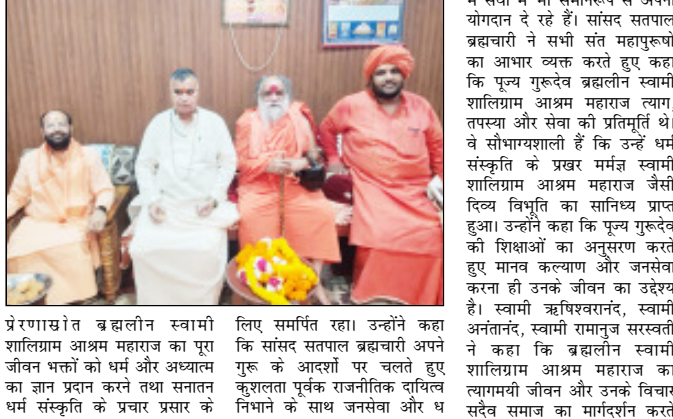 प्रेरणास्रोत ब्रह्मलीन स्वामी
शालिग्राम आश्रम महाराज का पूरा
जीवन भक्तों को धर्म और अध्यात्म
का ज्ञान प्रदान करने तथा सनातन
धर्म संस्कृति के प्रचार प्रसार के
लिए समर्पित रहा। उन्होंने कहा
कि सांसद सतपाल ब्रह्मचारी अपने
गुरू के आदर्शो पर चलते हुए
कुशलता पूर्वक राजनीतिक दायित्व
निभाने के साथ जनसेवा और ध
में सेवा में भी समानरूप से अपना
योगदान दे रहे हैं। सांसद सतपाल
ब्रह्मचारी ने सभी संत महापुरूषों
का आभार व्यक्त करते हुए कहा
कि पूज्य गुरूदेव ब्रह्मलीन स्वामी
शालिग्राम आश्रम महाराज त्याग,
तपस्या और सेवा की प्रतिमूर्ति थे।
वे सौभाग्यशाली हैं कि उन्हें धर्म
संस्कृति के प्रखर मर्मज्ञ स्वामी
शालिग्राम आश्रम महाराज जैसी
दिव्य विभूति का सानिध्य प्राप्त
हुआ। उन्होंने कहा कि पूज्य गुरूदेव
की शिक्षाओं का अनुसरण करते
हुए मानव कल्याण और जनसेवा
करना ही उनके जीवन का उद्देश्य
है। स्वामी ऋषिश्वरानंद, स्वामी
अनंतानंद, स्वामी रामानुज सरस्वती
ने कहा कि ब्रह्मलीन स्वामी
शालिग्राम आश्रम महाराज का
त्यागमयी जीवन और उनके विचार
सदैव समाज का मार्गदर्शन करते